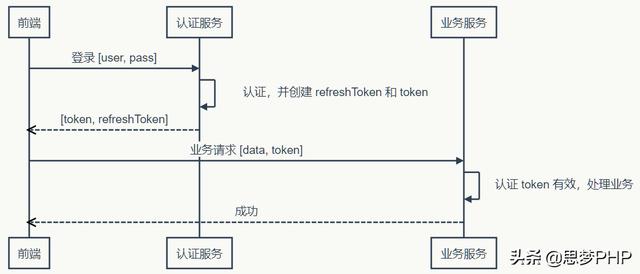 前端
认证服务
业务服务
登录 [user, pass]
认证，并创建 refreshToken 和 token
[token, refreshToken]
业务请求 [data, token]
认证 token 有效，处理业务
成功
前端
认证服务
业务服务
头条 @思梦PHP